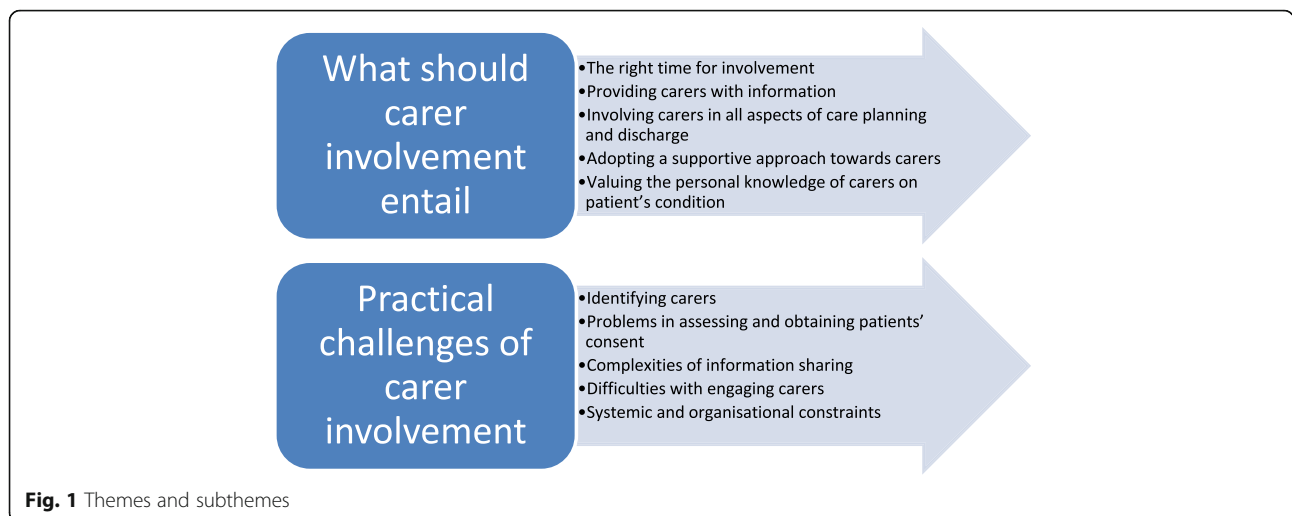 What should
carer
involvement
entail
•The right time for involvement
•Providing carers with information
•Involving carers in all aspects of care planning
and discharge
•Adopting a supportive approach towards carers
•Valuing the personal knowledge of carers on
patient’s condition
Practical
challenges of
carer
involvement
•Identifying carers
•Problems in assessing and obtaining patients’
consent
•Complexities of information sharing
•Difficulties with engaging carers
•Systemic and organisational constraints
Fig. 1 Themes and subthemes